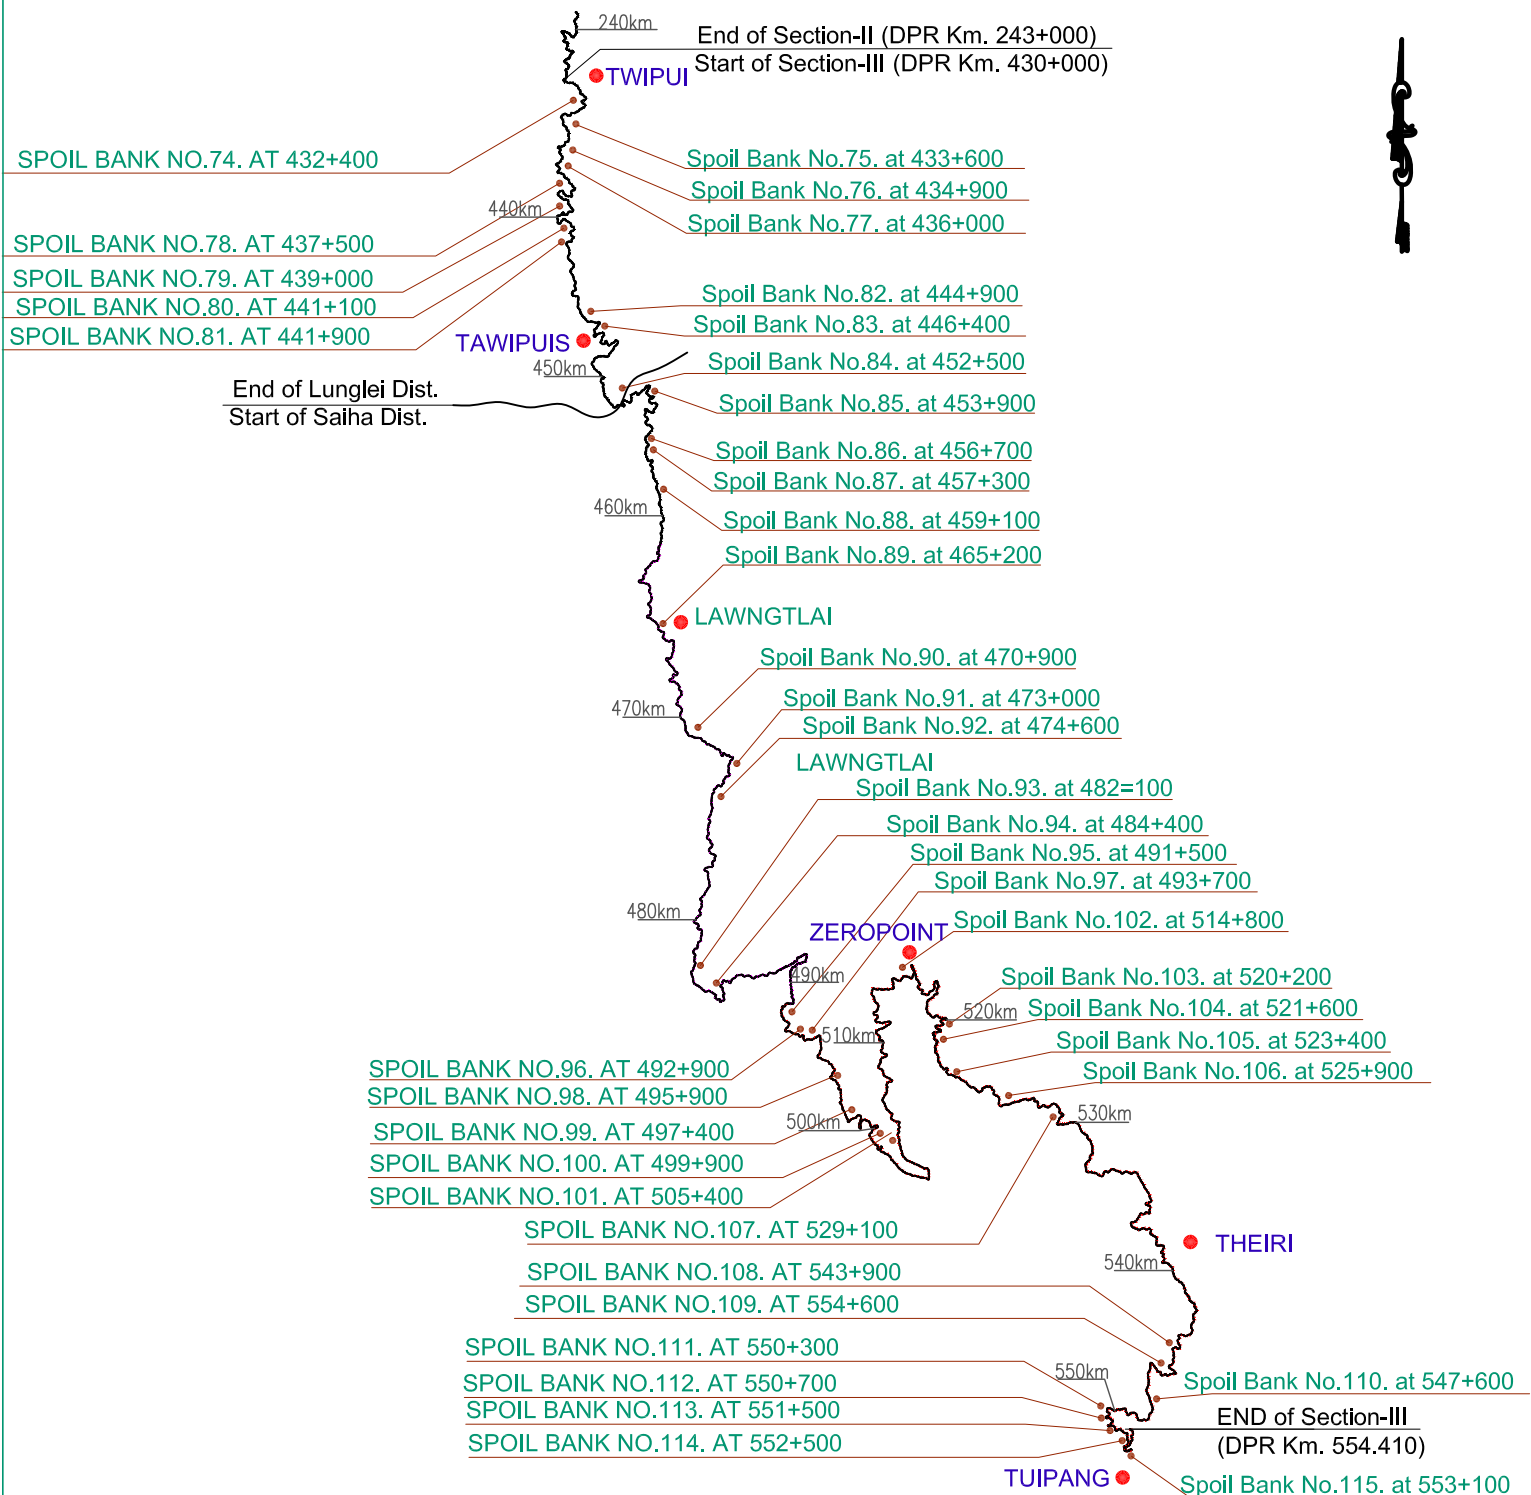 240km
End of Section-II (DPR Km. 243+000)
Start of Section-III (DPR Km. 430+000)
TWIPUI
SPOIL BANK NO.74. AT 432+400
Spoil Bank No.75. at 433+600
Spoil Bank No.76. at 434+900
440km
Spoil Bank No.77. at 436+000
SPOIL BANK NO.78. AT 437+500
SPOIL BANK NO.79. AT 439+000
SPOIL BANK NO.80. AT 441+100
SPOIL BANK NO.81. AT 441+900
Spoil Bank No.82. at 444+900
Spoil Bank No.83. at 446+400
TAWIPUIS
450km
Spoil Bank No.84. at 452+500
End of Lunglei Dist.
Start of Saiha Dist.
Spoil Bank No.85. at 453+900
Spoil Bank No.86. at 456+700
Spoil Bank No.87. at 457+300
460km
Spoil Bank No.88. at 459+100
Spoil Bank No.89. at 465+200
LAWNGTLAI
Spoil Bank No.90. at 470+900
470km
Spoil Bank No.91. at 473+000
Spoil Bank No.92. at 474+600
LAWNGTLAI
Spoil Bank No.93. at 482=100
Spoil Bank No.94. at 484+400
Spoil Bank No.95. at 491+500
Spoil Bank No.97. at 493+700
480km
ZEROPOINT
Spoil Bank No.102. at 514+800
490km
Spoil Bank No.103. at 520+200
520km
Spoil Bank No.104. at 521+600
510km
Spoil Bank No.105. at 523+400
SPOIL BANK NO.96. AT 492+900
Spoil Bank No.106. at 525+900
SPOIL BANK NO.98. AT 495+900
530km
500km
SPOIL BANK NO.99. AT 497+400
SPOIL BANK NO.100. AT 499+900
SPOIL BANK NO.101. AT 505+400
SPOIL BANK NO.107. AT 529+100
THEIRI
540km
SPOIL BANK NO.108. AT 543+900
SPOIL BANK NO.109. AT 554+600
SPOIL BANK NO.111. AT 550+300
550km
SPOIL BANK NO.112. AT 550+700
Spoil Bank No.110. at 547+600
SPOIL BANK NO.113. AT 551+500
END of Section-III
(DPR Km. 554.410)
SPOIL BANK NO.114. AT 552+500
TUIPANG
Spoil Bank No.115. at 553+100